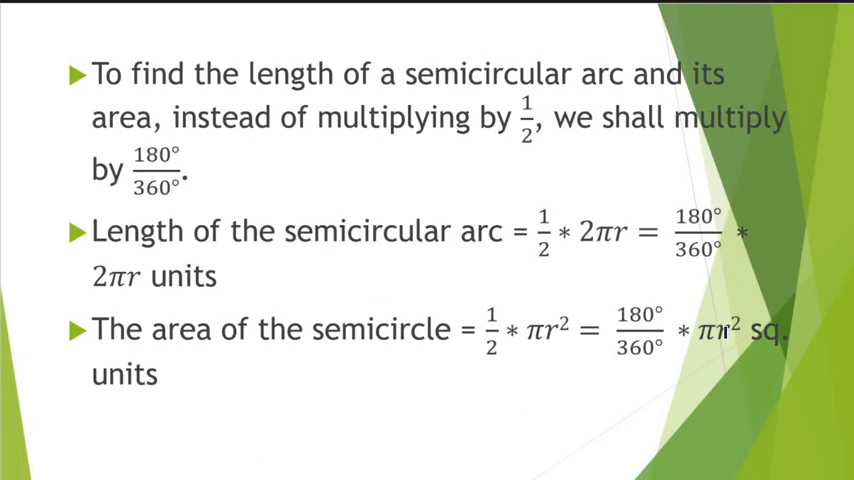 To find the length of a semicircular arc and its
area, instead of multiplying by 1/2, we shall multiply
by 180°/360°.
Length of the semicircular arc = 1/2 * 2πr = 180°/360° *
2πr units
The area of the semicircle = 1/2 * πr² = 180°/360° * πr² sq.
units